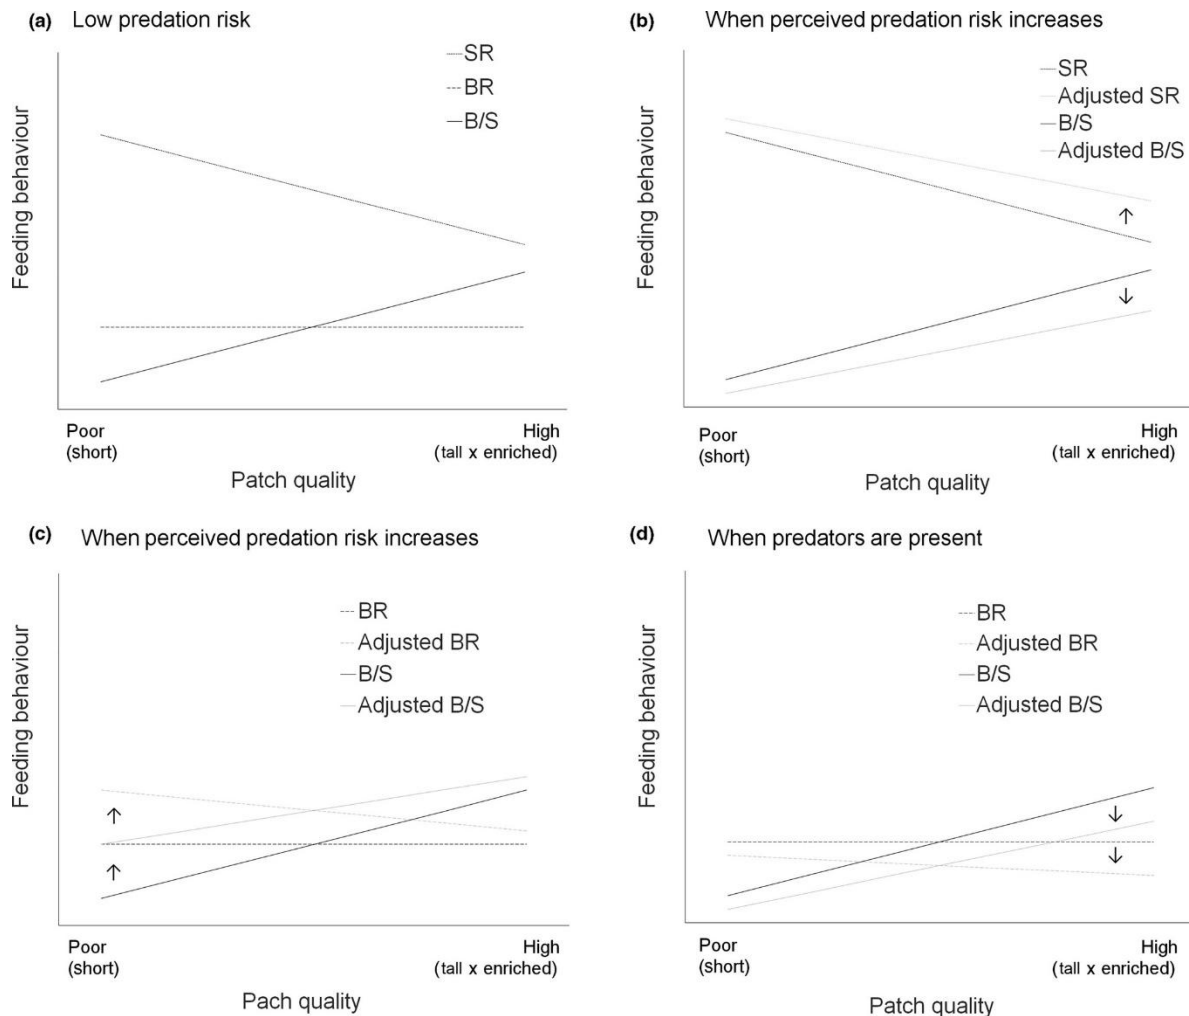 (a) Low predation risk
SR
BR
B/S
Feeding behaviour
Poor
(short)
High
(tall x enriched)
Patch quality
(b) When perceived predation risk increases
SR
Adjusted SR
B/S
Adjusted B/S
Feeding behaviour
Poor
(short)
High
(tall x enriched)
Patch quality
(c) When perceived predation risk increases
BR
Adjusted BR
B/S
Adjusted B/S
Feeding behaviour
Poor
(short)
High
(tall x enriched)
Pach quality
(d) When predators are present
BR
Adjusted BR
B/S
Adjusted B/S
Feeding behaviour
Poor
(short)
High
(tall x enriched)
Patch quality